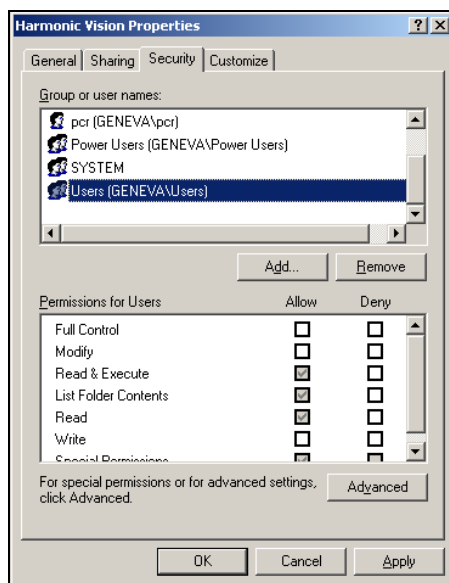 Harmonic Vision Properties
General Sharing Security Customize
Group or user names:
pcr (GENEVA\pcr)
Power Users (GENEVA\Power Users)
SYSTEM
Users (GENEVA\Users)
Add... Remove
Permissions for Users Allow Deny
Full Control
Modify
Read & Execute
List Folder Contents
Read
Write
Special Permissions
For special permissions or for advanced settings, Advanced
click Advanced.
OK Cancel Apply